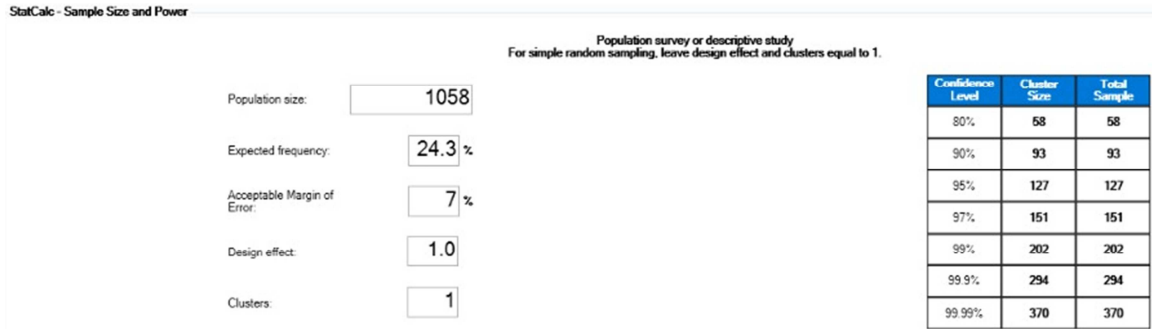 StatCalc - Sample Size and Power
Population survey or descriptive study
For simple random sampling, leave design effect and clusters equal to 1.
Population size: 1058
Expected frequency: 24.3 %
Acceptable Margin of
Error: 7 %
Design effect: 1.0
Clusters: 1
Confidence Level Cluster Size Total Sample
80% 58 58
90% 93 93
95% 127 127
97% 151 151
99% 202 202
99.9% 294 294
99.99% 370 370